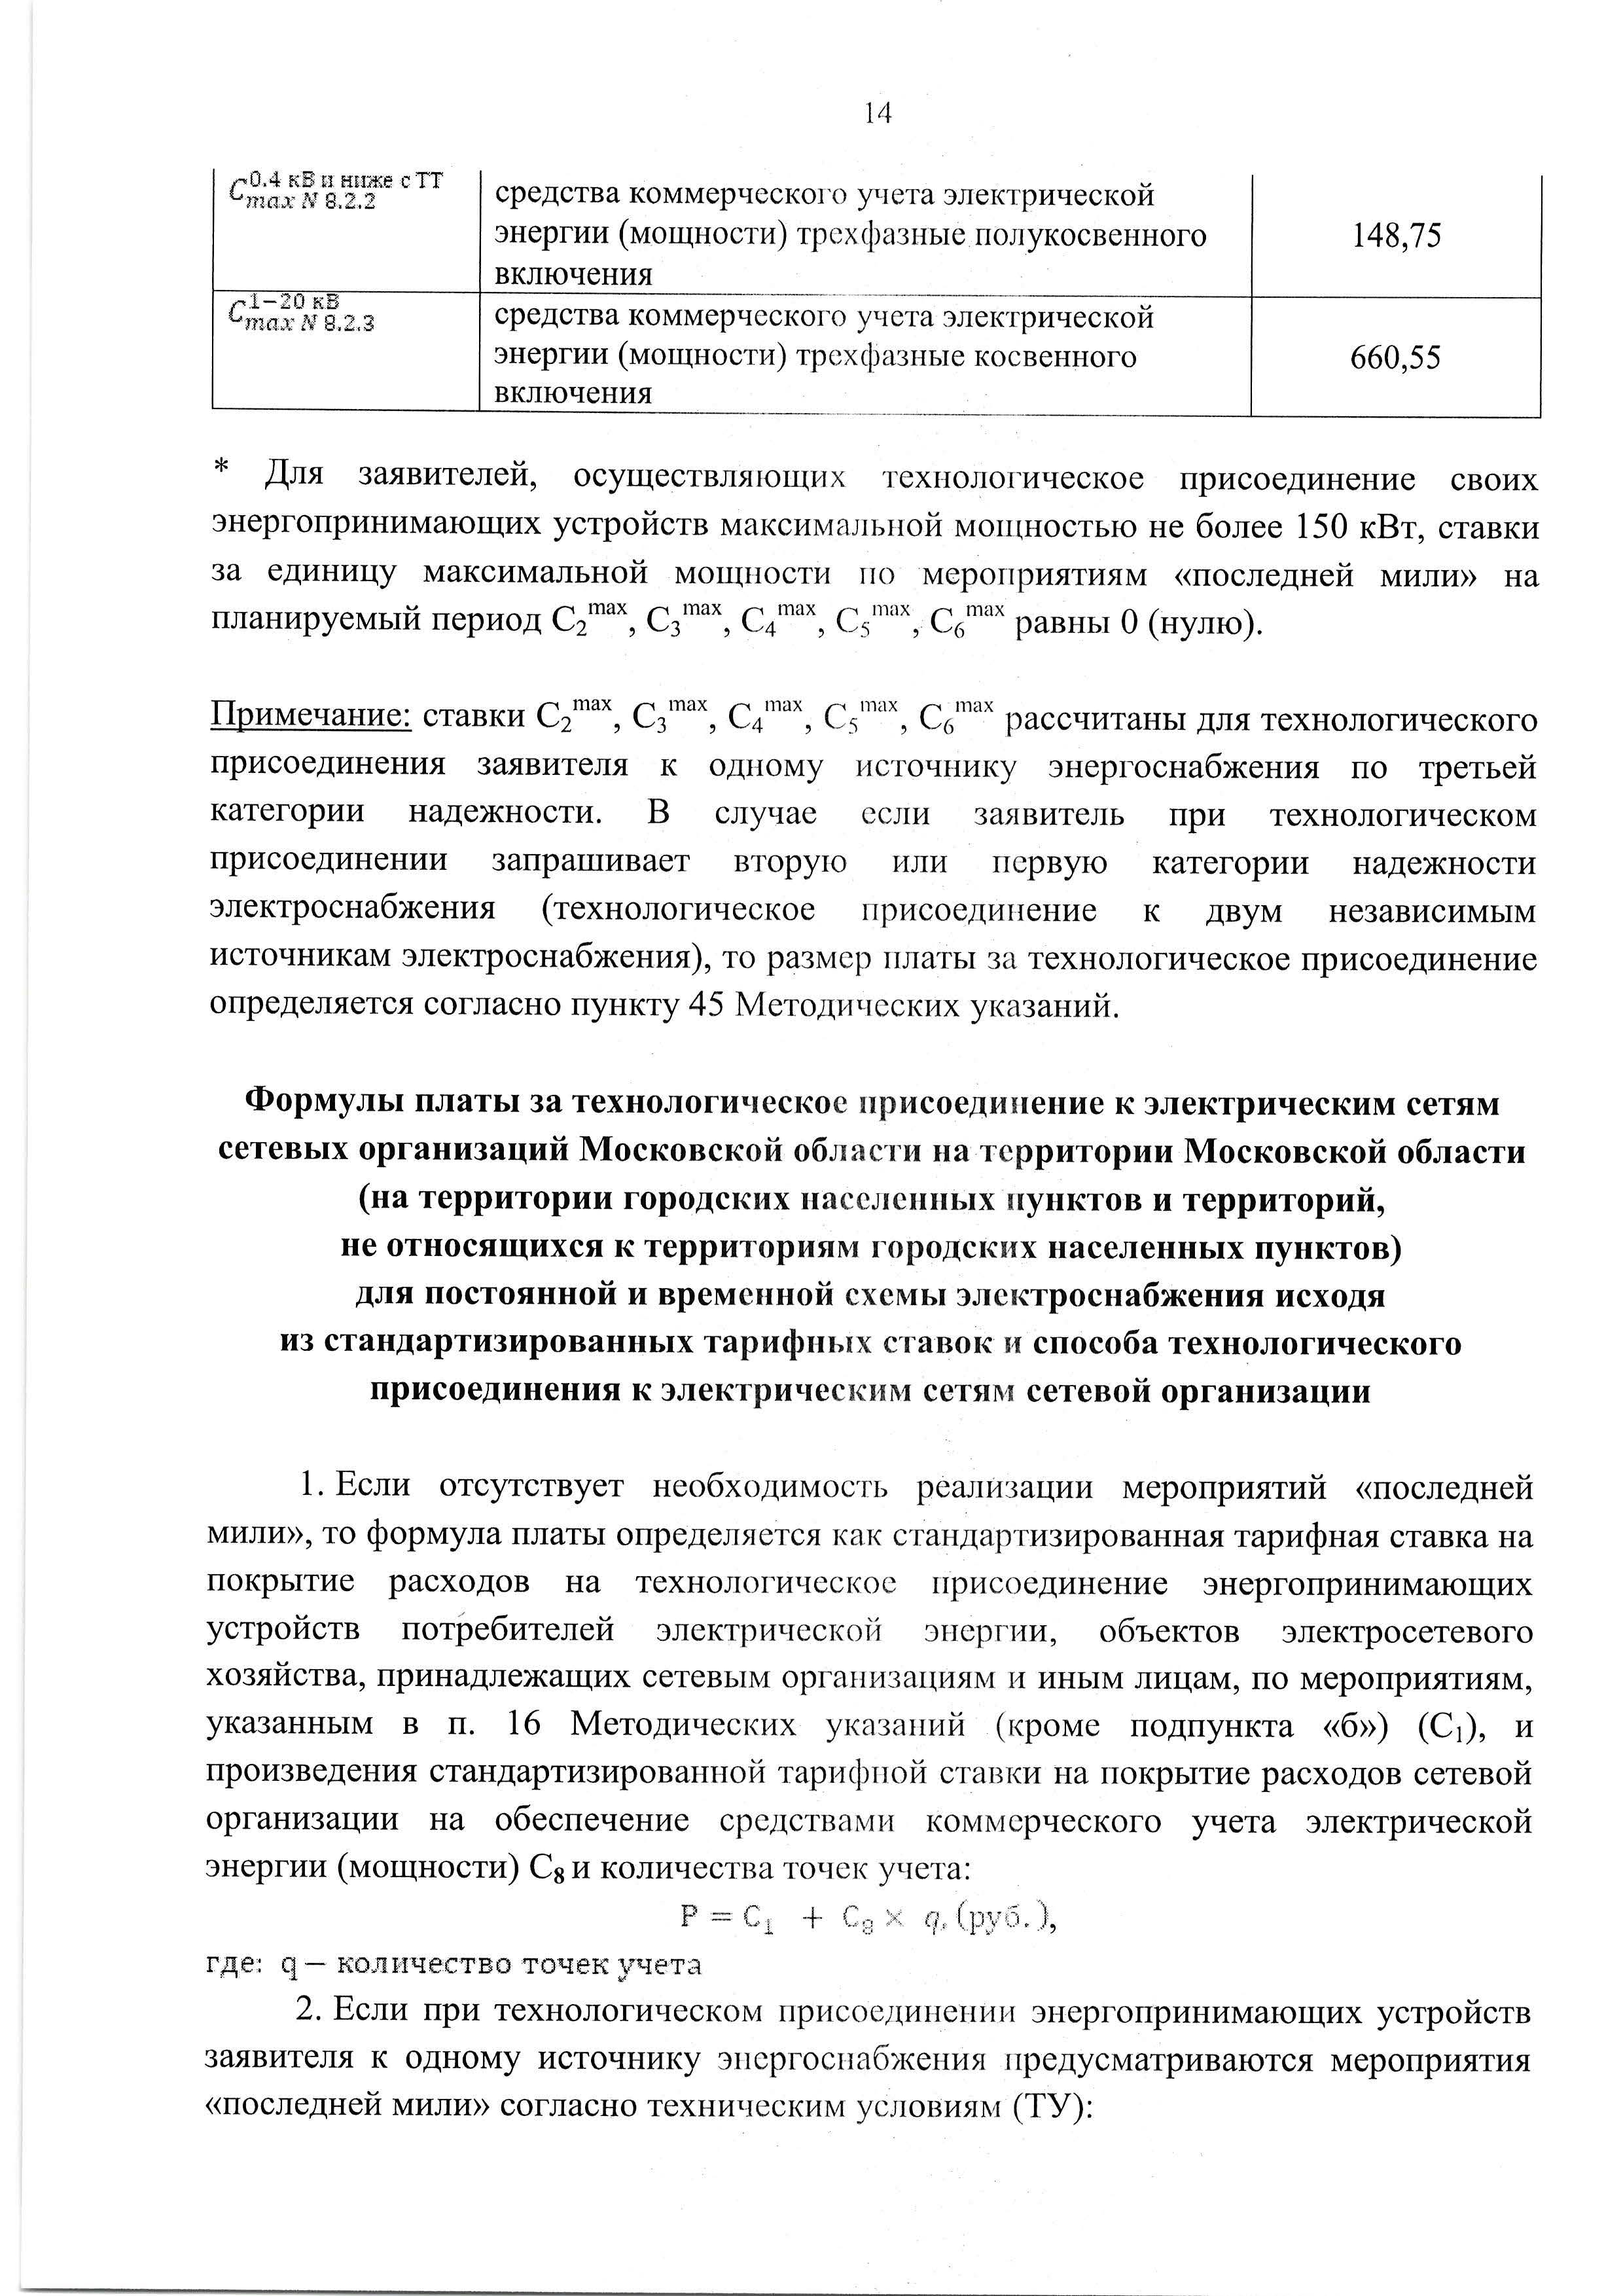 14
C 0.4 кВ и ниже с ТТ max N 8.2.2
средства коммерческого учета электрической
энергии (мощности) трехфазные полукосвенного
включения
148,75
C 1–20 кВ max N 8.2.3
средства коммерческого учета электрической
энергии (мощности) трехфазные косвенного
включения
660,55
* Для заявителей, осуществляющих технологическое присоединение своих
энергопринимающих устройств максимальной мощностью не более 150 кВт, ставки
за единицу максимальной мощности по мероприятиям «последней мили» на
планируемый период C₂ᵐᵃˣ, C₃ᵐᵃˣ, C₄ᵐᵃˣ, C₅ᵐᵃˣ, C₆ᵐᵃˣ равны 0 (нулю).
Примечание: ставки C₂ᵐᵃˣ, C₃ᵐᵃˣ, C₄ᵐᵃˣ, C₅ᵐᵃˣ, C₆ᵐᵃˣ рассчитаны для технологического
присоединения заявителя к одному источнику энергоснабжения по третьей
категории надежности. В случае если заявитель при технологическом
присоединении запрашивает вторую или первую категории надежности
электроснабжения (технологическое присоединение к двум независимым
источникам электроснабжения), то размер платы за технологическое присоединение
определяется согласно пункту 45 Методических указаний.
Формулы платы за технологическое присоединение к электрическим сетям
сетевых организаций Московской области на территории Московской области
(на территории городских населенных пунктов и территорий,
не относящихся к территориям городских населенных пунктов)
для постоянной и временной схемы электроснабжения исходя
из стандартизированных тарифных ставок и способа технологического
присоединения к электрическим сетям сетевой организации
1. Если отсутствует необходимость реализации мероприятий «последней
мили», то формула платы определяется как стандартизированная тарифная ставка на
покрытие расходов на технологическое присоединение энергопринимающих
устройств потребителей электрической энергии, объектов электросетевого
хозяйства, принадлежащих сетевым организациям и иным лицам, по мероприятиям,
указанным в п. 16 Методических указаний (кроме подпункта «б») (C₁), и
произведения стандартизированной тарифной ставки на покрытие расходов сетевой
организации на обеспечение средствами коммерческого учета электрической
энергии (мощности) C₈ и количества точек учета:
P = C₁ + C₈ × q, (руб.),
где: q – количество точек учета
2. Если при технологическом присоединении энергопринимающих устройств
заявителя к одному источнику энергоснабжения предусматриваются мероприятия
«последней мили» согласно техническим условиям (ТУ):